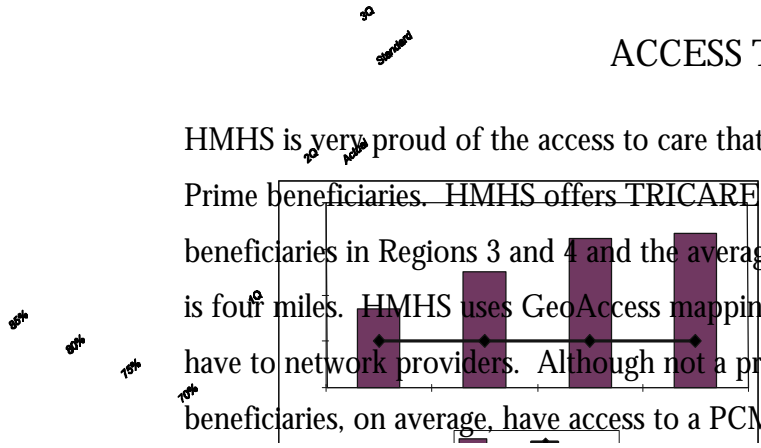 3Q
Standard
ACCESS T
HMHS is very proud of the access to care that
2Q
Actual
Prime beneficiaries. HMHS offers TRICARE
beneficiaries in Regions 3 and 4 and the averag
1Q
is four miles. HMHS uses GeoAccess mappin
85%
80%
have to network providers. Although not a pr
75%
70%
beneficiaries, on average, have access to a PCM